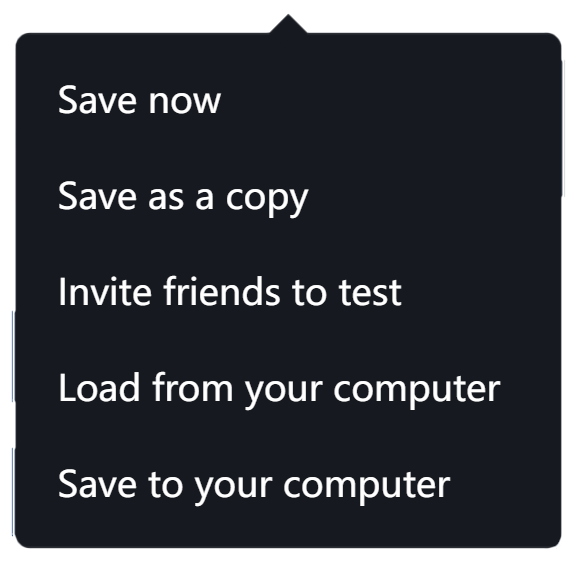 Save now
Save as a copy
Invite friends to test
Load from your computer
Save to your computer